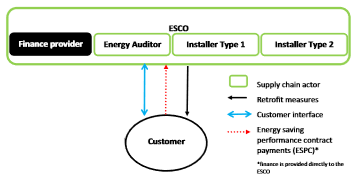 ESCO
Finance provider
Energy Auditor
Installer Type 1
Installer Type 2
Customer
Supply chain actor
Retrofit measures
Customer interface
Energy saving
performance contract
payments (ESPC)*
*finance is provided directly to the
ESCO